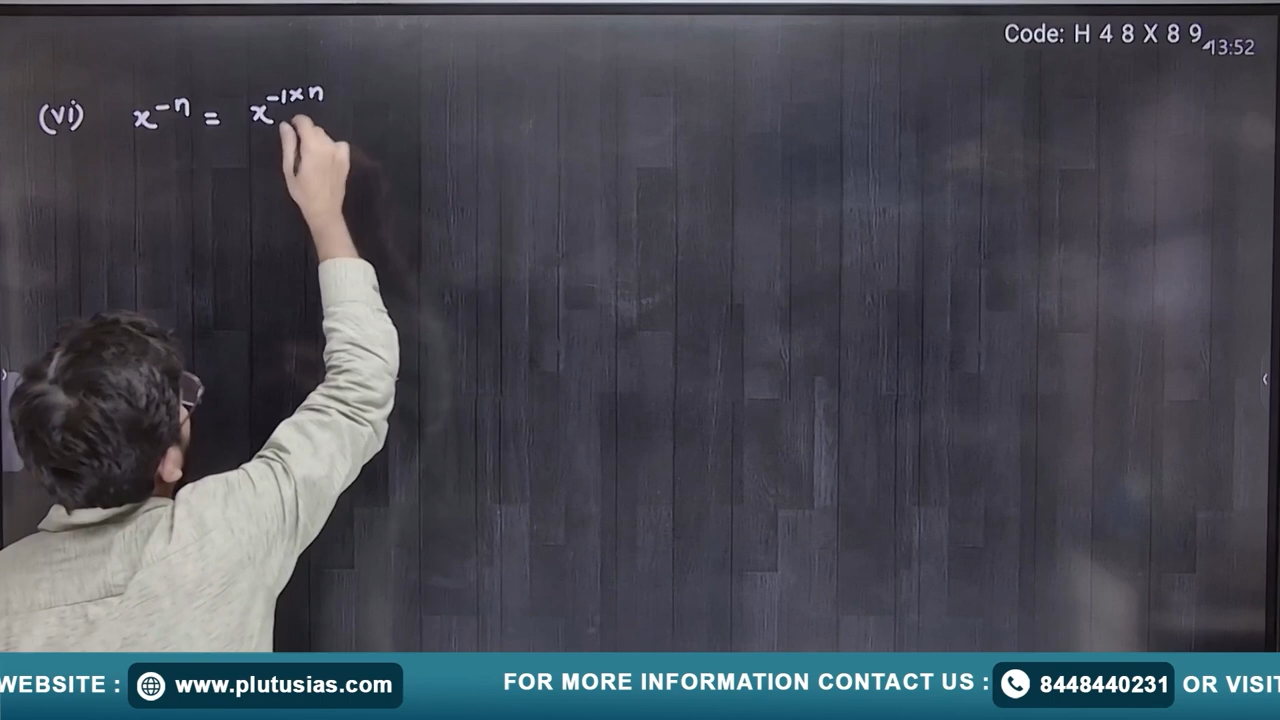 Code: H 4 8 X 8 9
13:52
(vi) x⁻ⁿ = x⁻¹ˣⁿ
WEBSITE : www.plutusias.com FOR MORE INFORMATION CONTACT US : 8448440231 OR VISIT